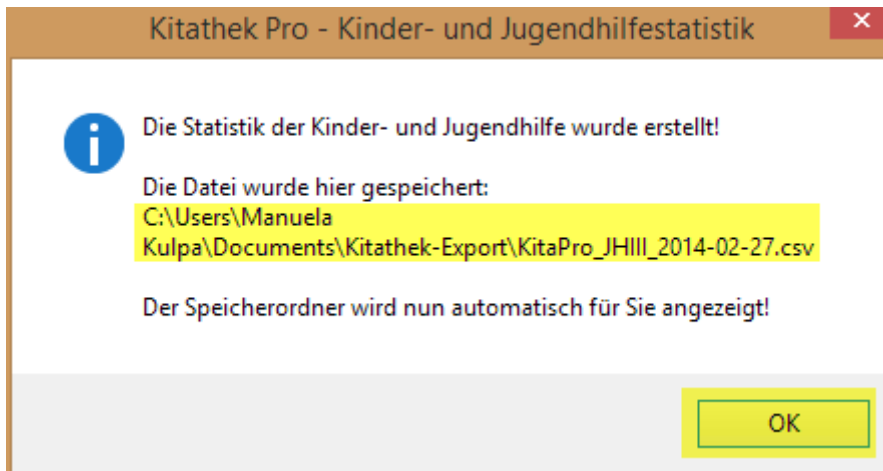 Kitathek Pro - Kinder- und Jugendhilfestatistik
Die Statistik der Kinder- und Jugendhilfe wurde erstellt!
Die Datei wurde hier gespeichert:
C:\Users\Manuela
Kulpa\Documents\Kitathek-Export\KitaPro_JHIII_2014-02-27.csv
Der Speicherordner wird nun automatisch für Sie angezeigt!
OK